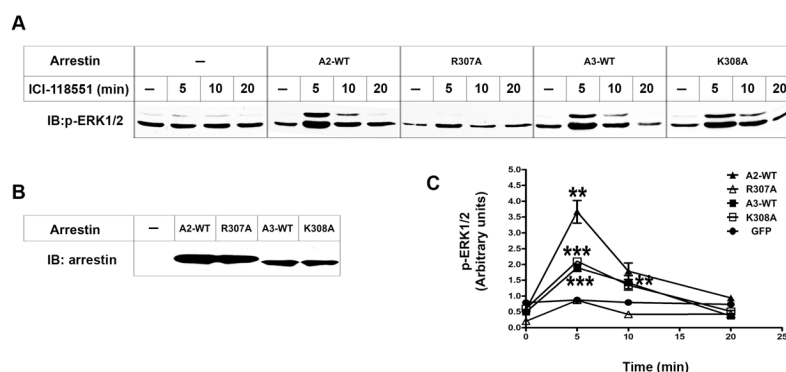 A
Arrestin — A2-WT R307A A3-WT K308A
ICI-118551 (min) — 5 10 20 — 5 10 20 — 5 10 20 — 5 10 20 — 5 10 20
IB:p-ERK1/2
B
Arrestin — A2-WT R307A A3-WT K308A
IB: arrestin
C
A2-WT
R307A
A3-WT
K308A
GFP
p-ERK1/2
(Arbitrary units)
5.0
4.5
4.0
3.5
3.0
2.5
2.0
1.5
1.0
0.5
0.0
**
***
***
**
0 5 10 15 20 25
Time (min)